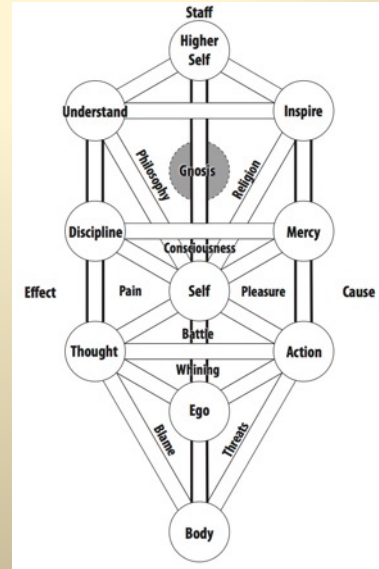 Staff
Higher
Self
Understand
Inspire
Gnosis
Philosophy
Religion
Discipline
Mercy
Consciousness
Effect
Pain
Self
Pleasure
Cause
Battle
Thought
Action
Whining
Ego
Blame
Threats
Body